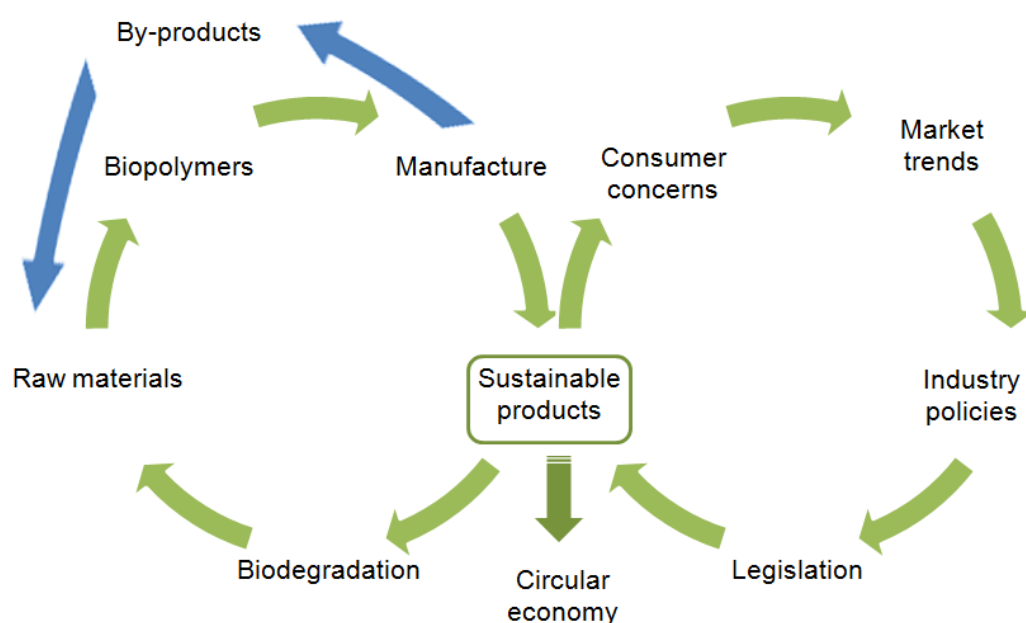 By-products
Biopolymers
Manufacture
Consumer
concerns
Market
trends
Raw materials
Sustainable
products
Industry
policies
Biodegradation
Circular
economy
Legislation